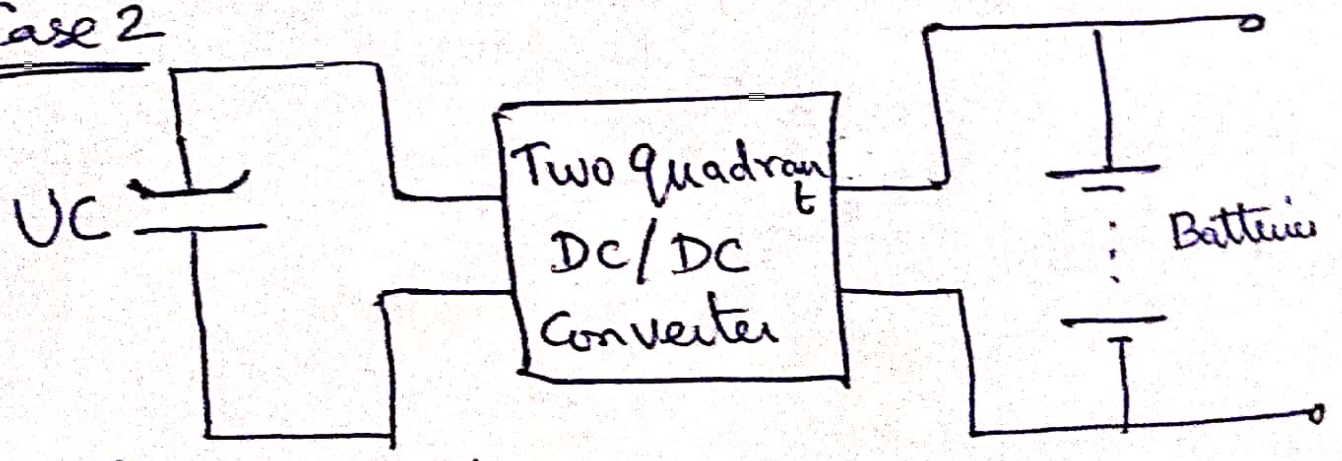 Case 2
UC
Two quadrant
DC/DC
Converter
Batteries